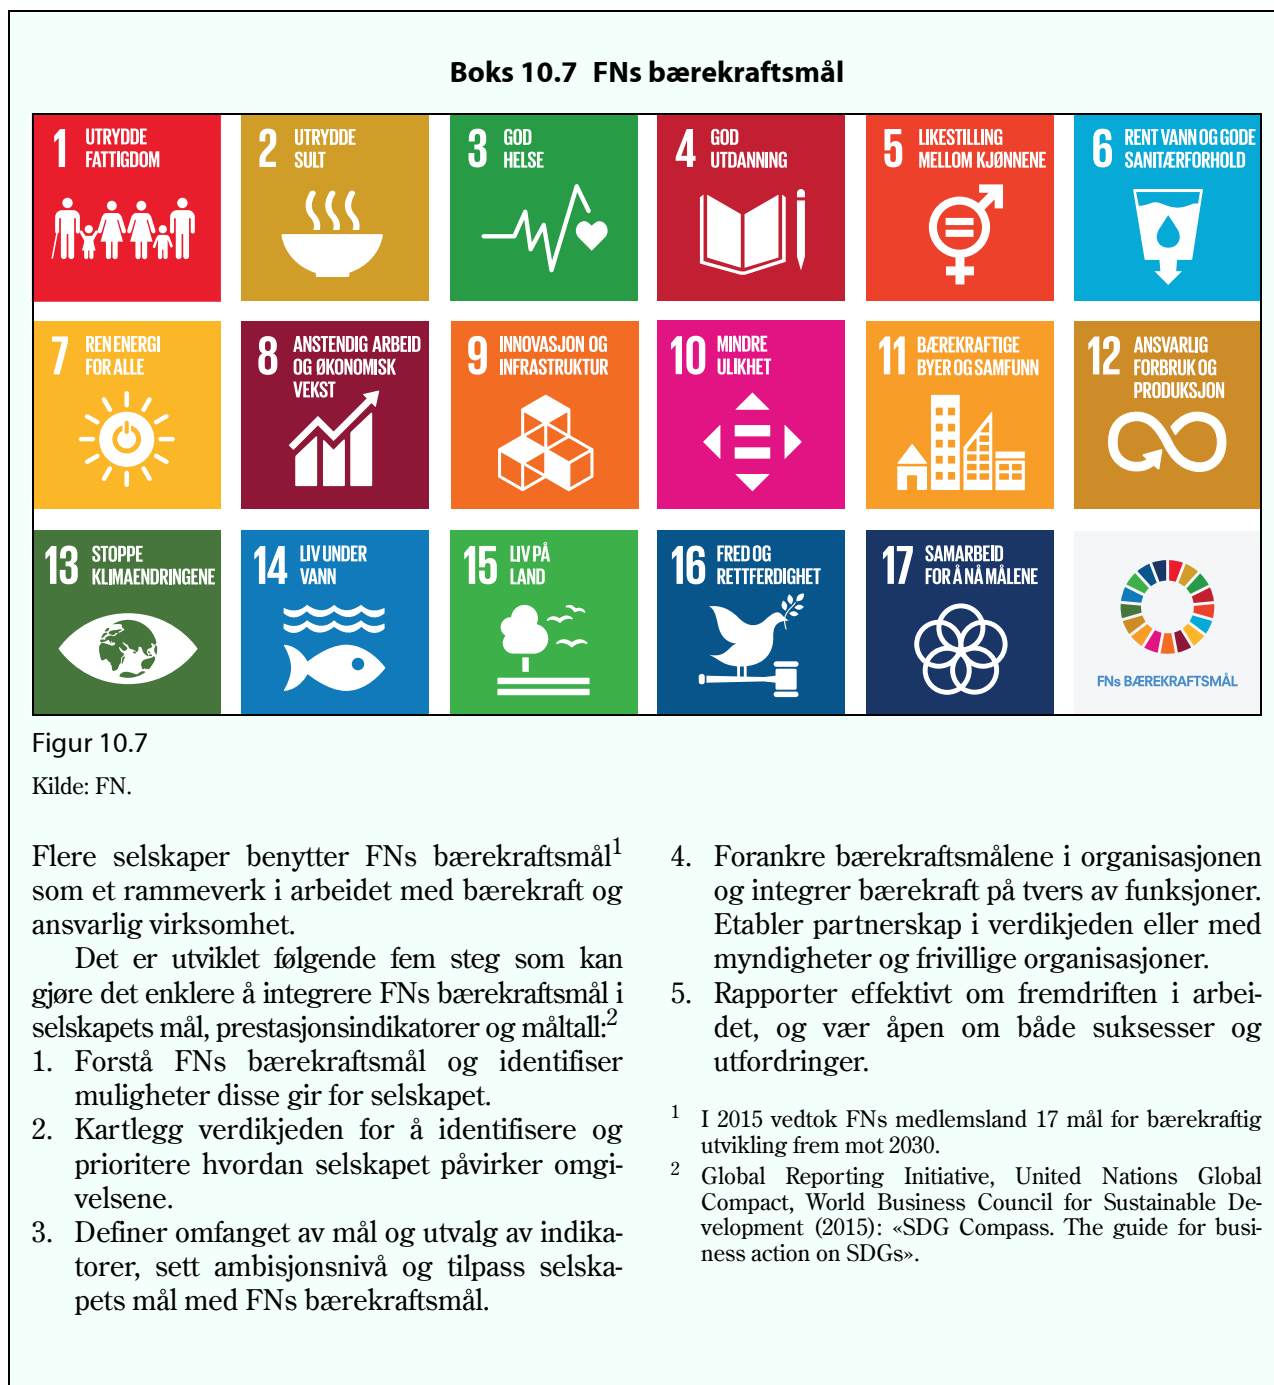 Boks 10.7 FNs bærekraftsmål
1 UTRYDDE
FATTIGDOM
2 UTRYDDE
SULT
3 GOD
HELSE
4 GOD
UTDANNING
5 LIKESTILLING
MELLOM KJØNNENE
6 RENT VANN OG GODE
SANITÆRFORHOLD
7 REN ENERGI
FOR ALLE
8 ANSTENDIG ARBEID
OG ØKONOMISK
VEKST
9 INNOVASJON OG
INFRASTRUKTUR
10 MINDRE
ULIKHET
11 BÆREKRAFTIGE
BYER OG SAMFUNN
12 ANSVARLIG
FORBRUK OG
PRODUKSJON
13 STOPPE
KLIMAENDRINGENE
14 LIV UNDER
VANN
15 LIV PÅ
LAND
16 FRED OG
RETTFERDIGHET
17 SAMARBEID
FOR Å NÅ MÅLENE
FNs BÆREKRAFTSMÅL
Figur 10.7
Kilde: FN.
Flere selskaper benytter FNs bærekraftsmål1
som et rammeverk i arbeidet med bærekraft og
ansvarlig virksomhet.
Det er utviklet følgende fem steg som kan
gjøre det enklere å integrere FNs bærekraftsmål i
selskapets mål, prestasjonsindikatorer og måltall:2
1. Forstå FNs bærekraftsmål og identifiser
muligheter disse gir for selskapet.
2. Kartlegg verdikjeden for å identifisere og
prioritere hvordan selskapet påvirker omgi-
velsene.
3. Definer omfanget av mål og utvalg av indika-
torer, sett ambisjonsnivå og tilpass selska-
pets mål med FNs bærekraftsmål.
4. Forankre bærekraftsmålene i organisasjonen
og integrer bærekraft på tvers av funksjoner.
Etabler partnerskap i verdikjeden eller med
myndigheter og frivillige organisasjoner.
5. Rapporter effektivt om fremdriften i arbei-
det, og vær åpen om både suksesser og
utfordringer.
1 I 2015 vedtok FNs medlemsland 17 mål for bærekraftig
utvikling frem mot 2030.
2 Global Reporting Initiative, United Nations Global
Compact, World Business Council for Sustainable De-
velopment (2015): «SDG Compass. The guide for busi-
ness action on SDGs».